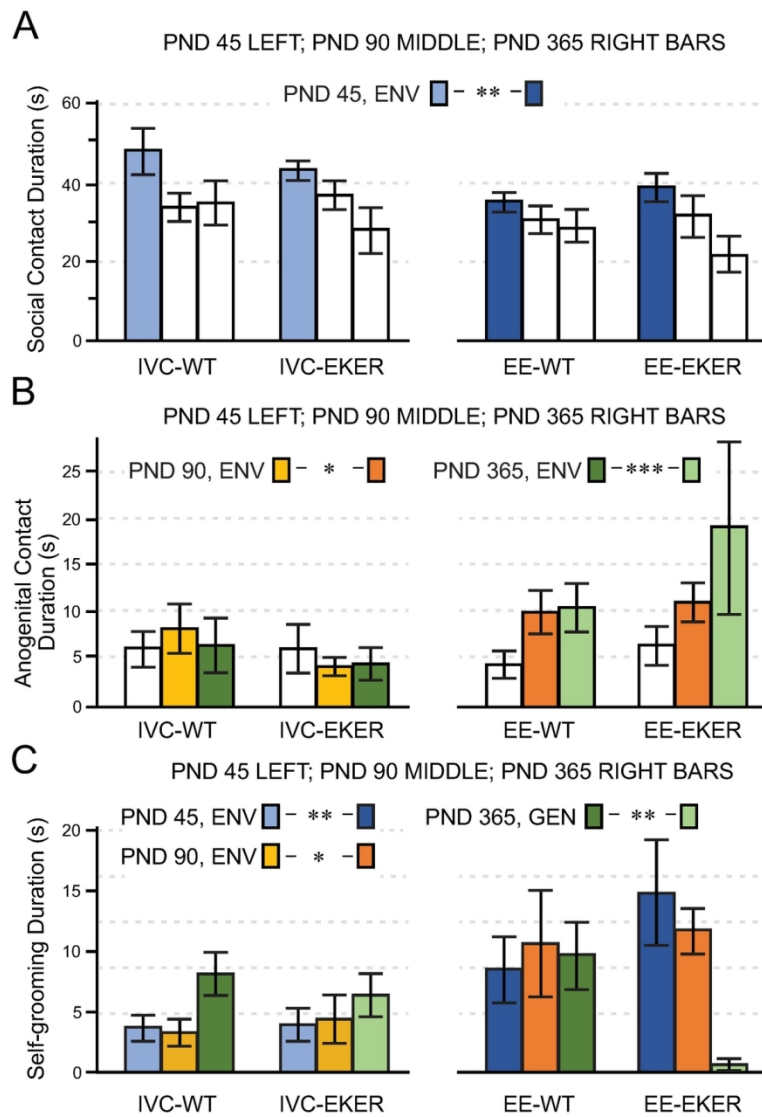 A
PND 45 LEFT; PND 90 MIDDLE; PND 365 RIGHT BARS
PND 45, ENV - ** -
Social Contact Duration (s)
60
40
20
0
IVC-WT IVC-EKER EE-WT EE-EKER
B
PND 45 LEFT; PND 90 MIDDLE; PND 365 RIGHT BARS
PND 90, ENV - * - PND 365, ENV - *** -
Anogenital Contact
Duration (s)
25
20
15
10
5
0
IVC-WT IVC-EKER EE-WT EE-EKER
C
PND 45 LEFT; PND 90 MIDDLE; PND 365 RIGHT BARS
PND 45, ENV - ** - PND 365, GEN - ** -
PND 90, ENV - * -
Self-grooming Duration (s)
20
15
10
5
0
IVC-WT IVC-EKER EE-WT EE-EKER